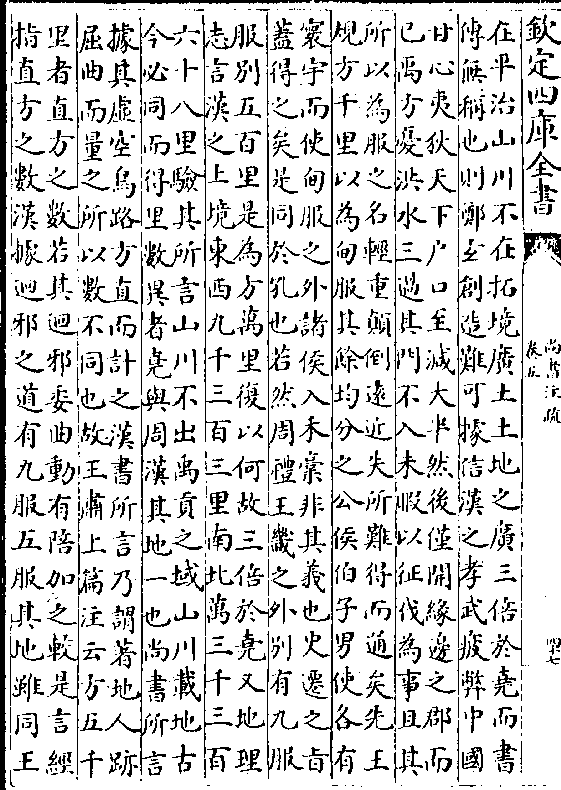 欽定四庫全書
尚書注疏
卷五
四七
在平治山川不在拓境廣土土地之廣三倍於堯而書
傳無稱也則鄭玄創造難可據信漢之孝武疲弊中國
甘心夷狄天下户口至減大半然後僅開緣邊之郡而
已禹方憂洪水三過其門不入未暇以征伐為事且其
所以為服之名輕重顛倒遠近失所難得而通矣先王
規方千里以為甸服其餘均分之公侯伯子男使各有
寰宇而使甸服之外諸侯入禾稾非其義也史遷之旨
蓋得之矣是同於孔也若然周禮王畿之外別有九服
服別五百里是為方萬里復以何故三倍於堯又地理
志言漢之上境東西九千三百三里南北萬三千三百
六十八里驗其所言山川不出禹貢之域山川載地古
今必同而得里數異者堯與周漢其地一也尚書所言
據其虛空鳥路方直而計之漢書所言乃謂著地人跡
屈曲而量之所以數不同也故王肅上篇注云方五千
里者直方之數若其迴邪委曲動有陪加之較是言經
指直方之數漢據迴邪之道有九服五服其地雖同王